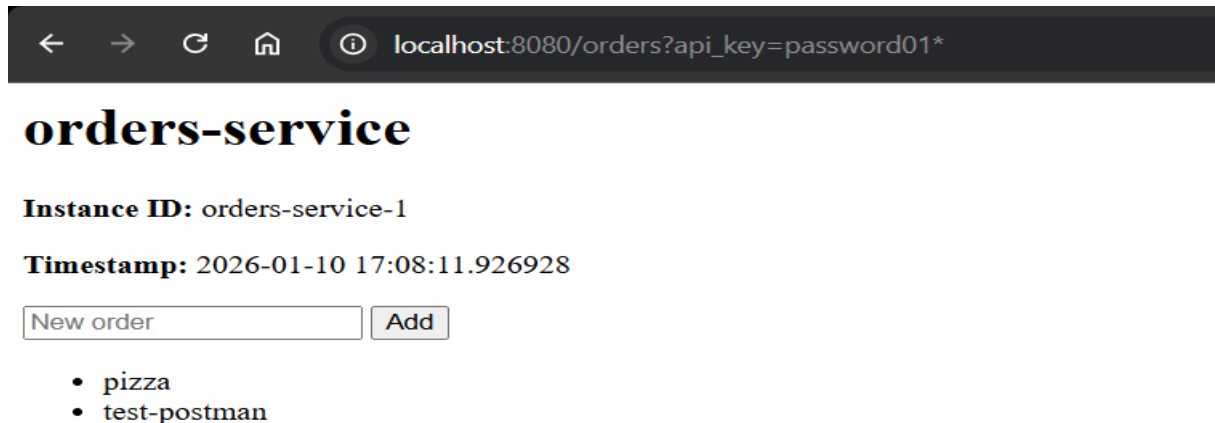 localhost:8080/orders?api_key=password01*
orders-service
Instance ID: orders-service-1
Timestamp: 2026-01-10 17:08:11.926928
New order Add
• pizza
• test-postman